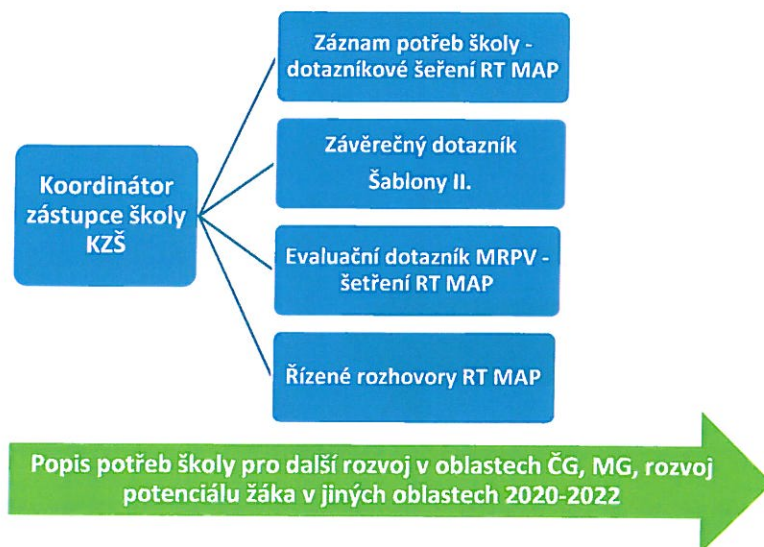 Záznam potřeb školy -
dotazníkové šeření RT MAP
Závěrečný dotazník
Šablony II.
Koordinátor
zástupce školy
KZŠ
Evaluační dotazník MRPV -
šetření RT MAP
Řízené rozhovory RT MAP
Popis potřeb školy pro další rozvoj v oblastech ČG, MG, rozvoj
potenciálu žáka v jiných oblastech 2020-2022